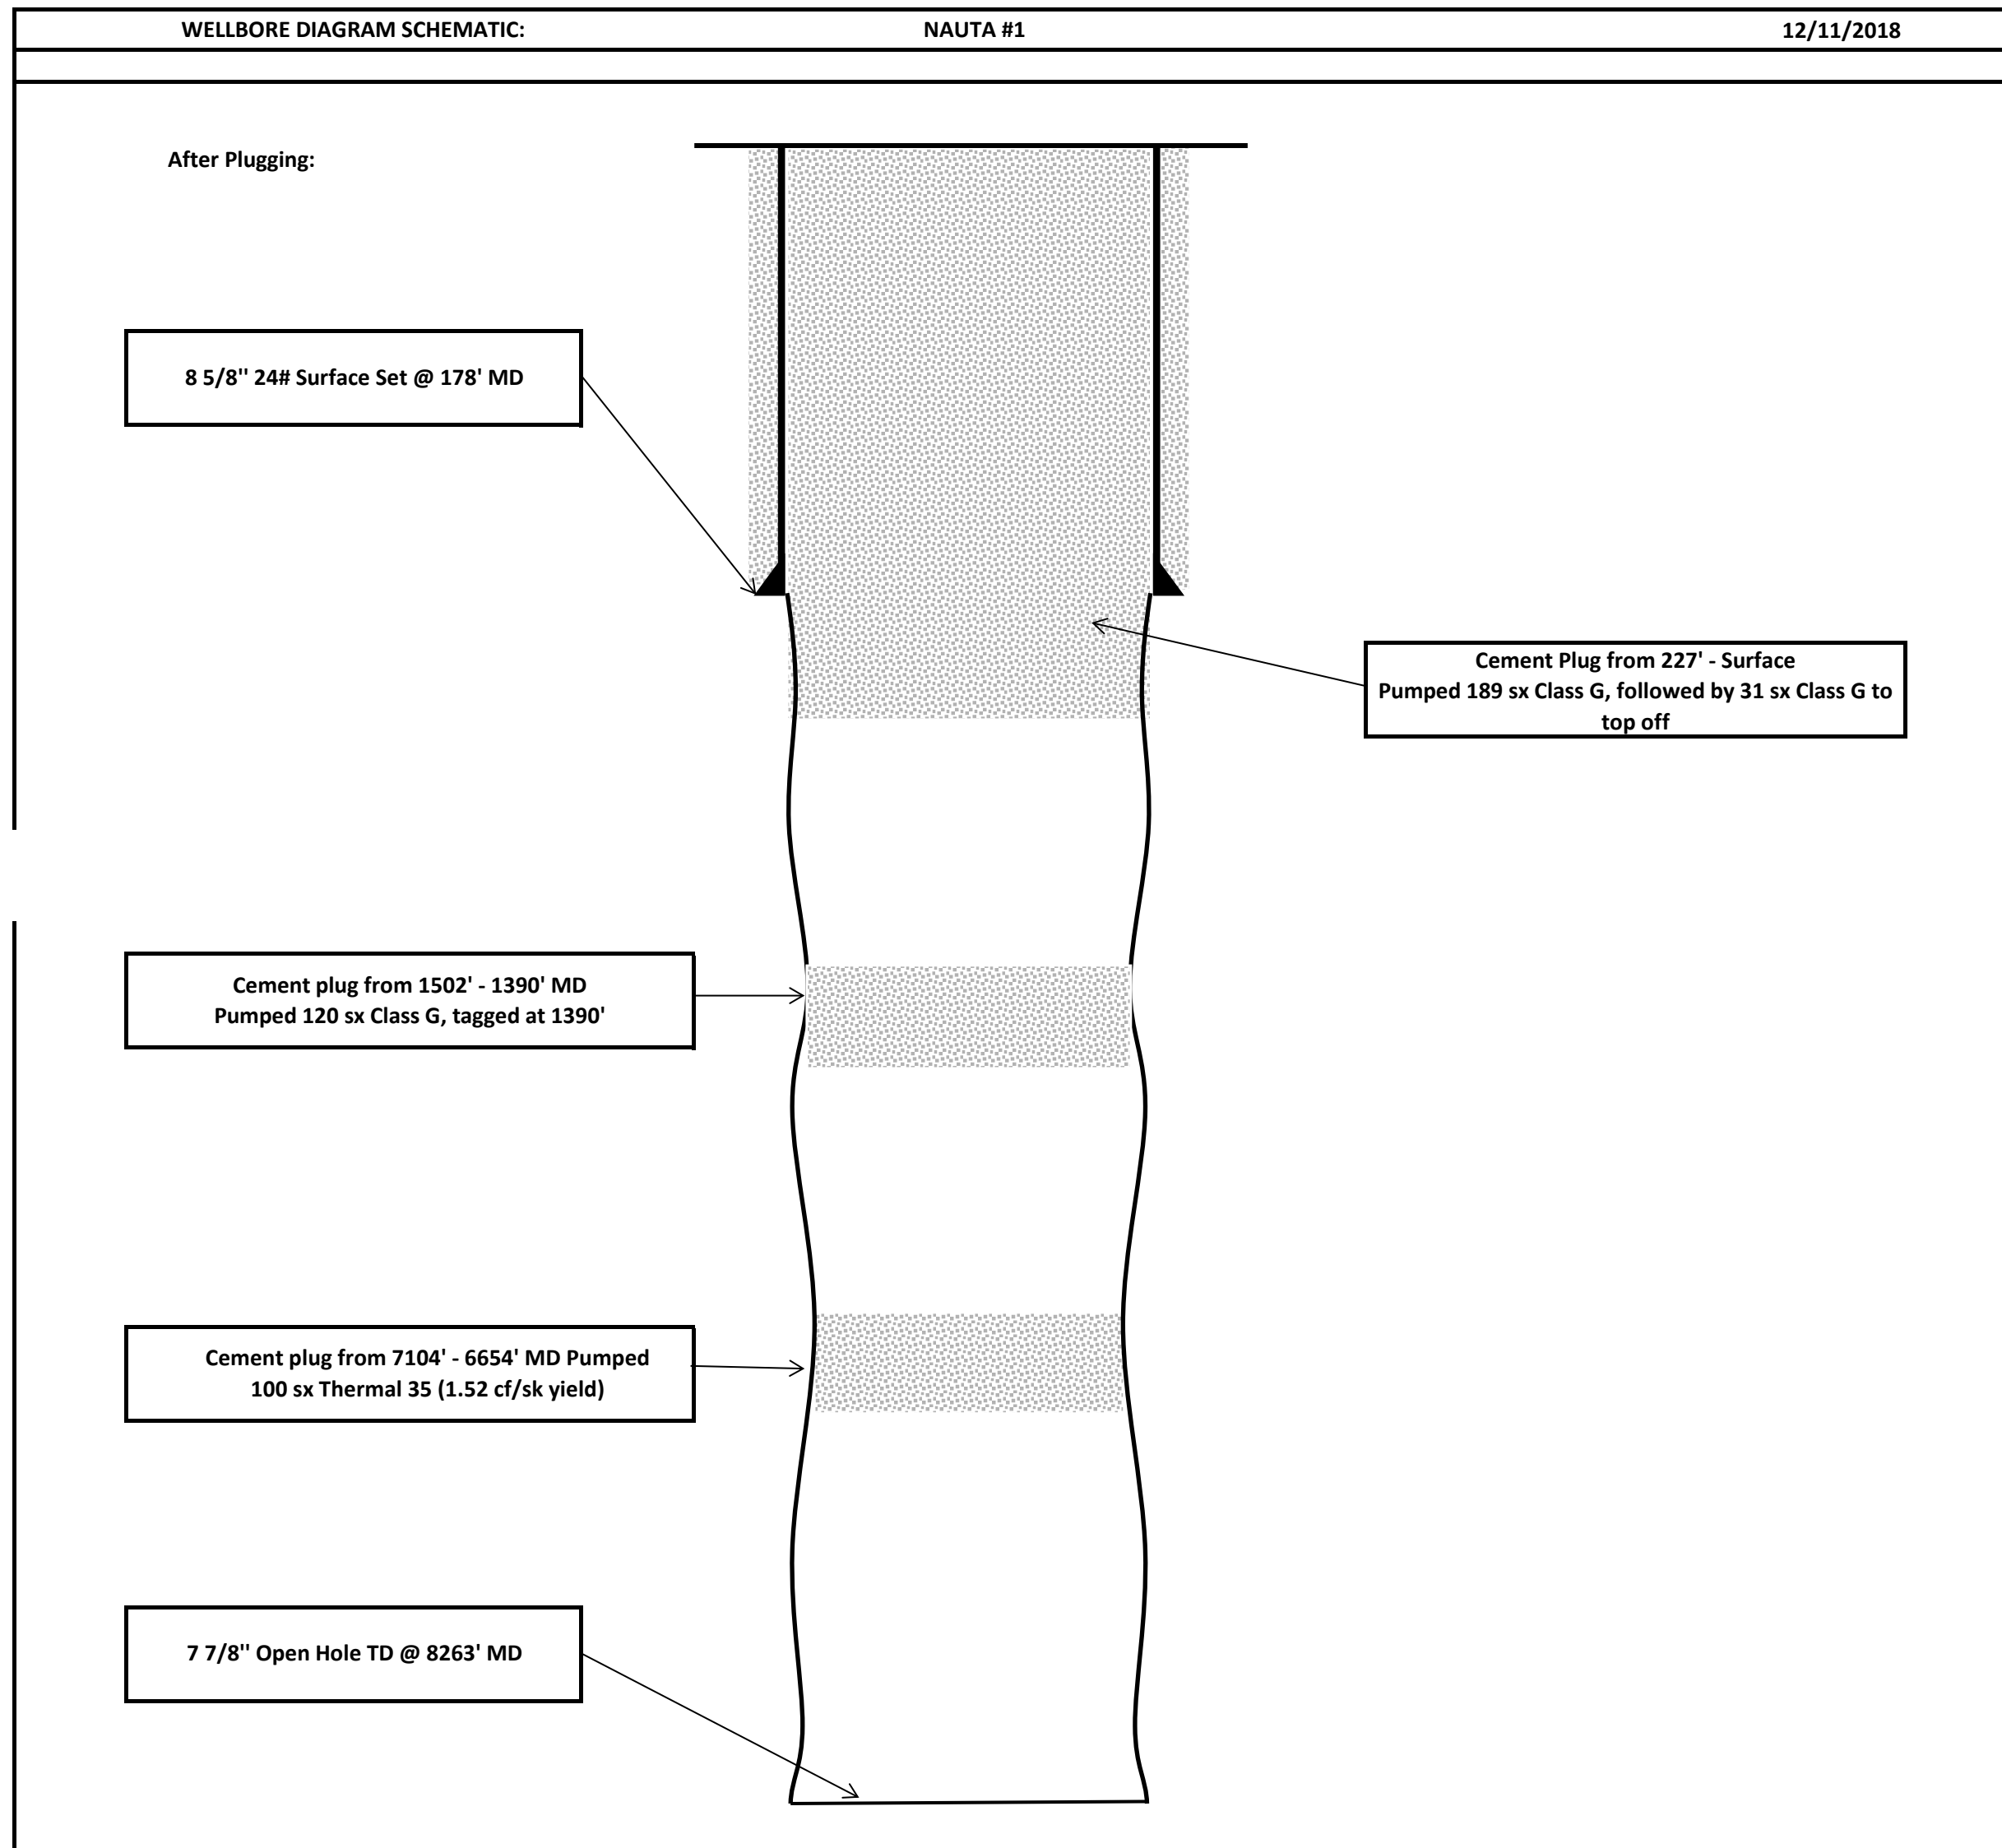 WELLBORE DIAGRAM SCHEMATIC: NAUTA #1 12/11/2018
After Plugging:
8 5/8'' 24# Surface Set @ 178' MD
Cement Plug from 227' - Surface
Pumped 189 sx Class G, followed by 31 sx Class G to
top off
Cement plug from 1502' - 1390' MD
Pumped 120 sx Class G, tagged at 1390'
Cement plug from 7104' - 6654' MD Pumped
100 sx Thermal 35 (1.52 cf/sk yield)
7 7/8'' Open Hole TD @ 8263' MD